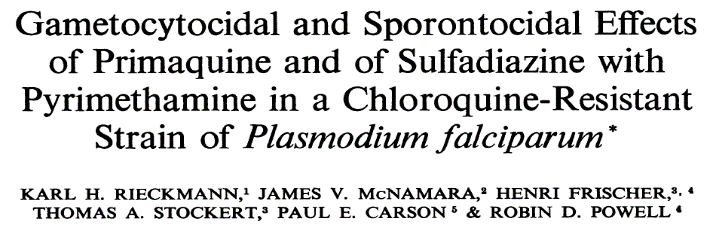 Gametocytocidal and Sporontocidal Effects
of Primaquine and of Sulfadiazine with
Pyrimethamine in a Chloroquine-Resistant
Strain of Plasmodium falciparum*
KARL H. RIECKMANN,¹ JAMES V. McNAMARA,² HENRI FRISCHER,³, ⁴
THOMAS A. STOCKERT,³ PAUL E. CARSON ⁵ & ROBIN D. POWELL ⁴